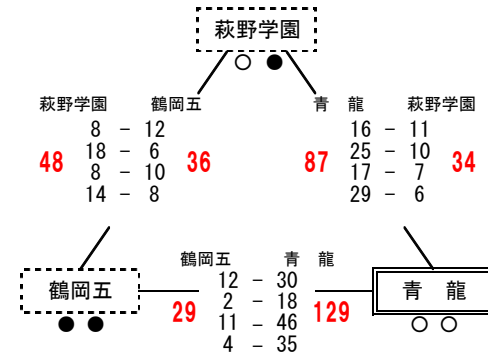 萩野学園
○ ●
萩野学園 鶴岡五
8 - 12
48 18 - 6 36
8 - 10
14 - 8
青 龍 萩野学園
16 - 11
87 25 - 10 34
17 - 7
29 - 6
鶴岡五 青 龍
12 - 30
29 2 - 18 129
11 - 46
4 - 35
鶴岡五
● ●
青 龍
○ ○